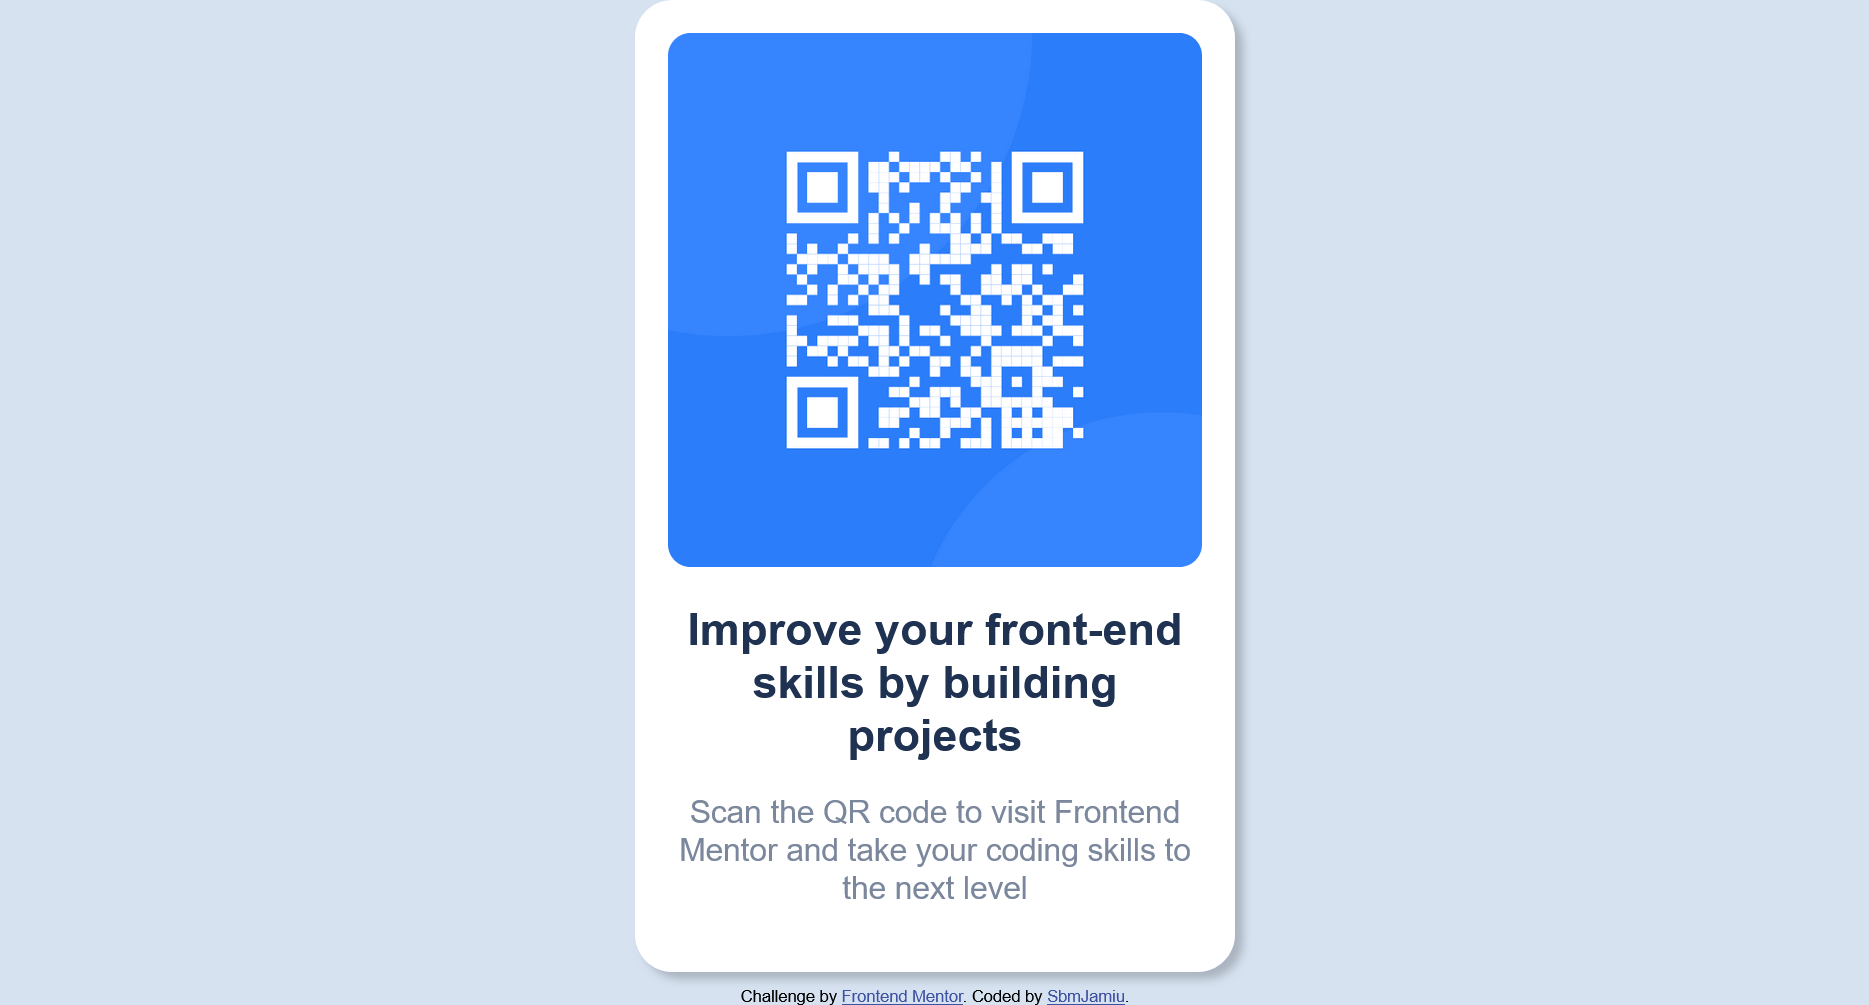 Improve your front-end
skills by building
projects
Scan the QR code to visit Frontend
Mentor and take your coding skills to
the next level
Challenge by Frontend Mentor. Coded by SbmJamiu.